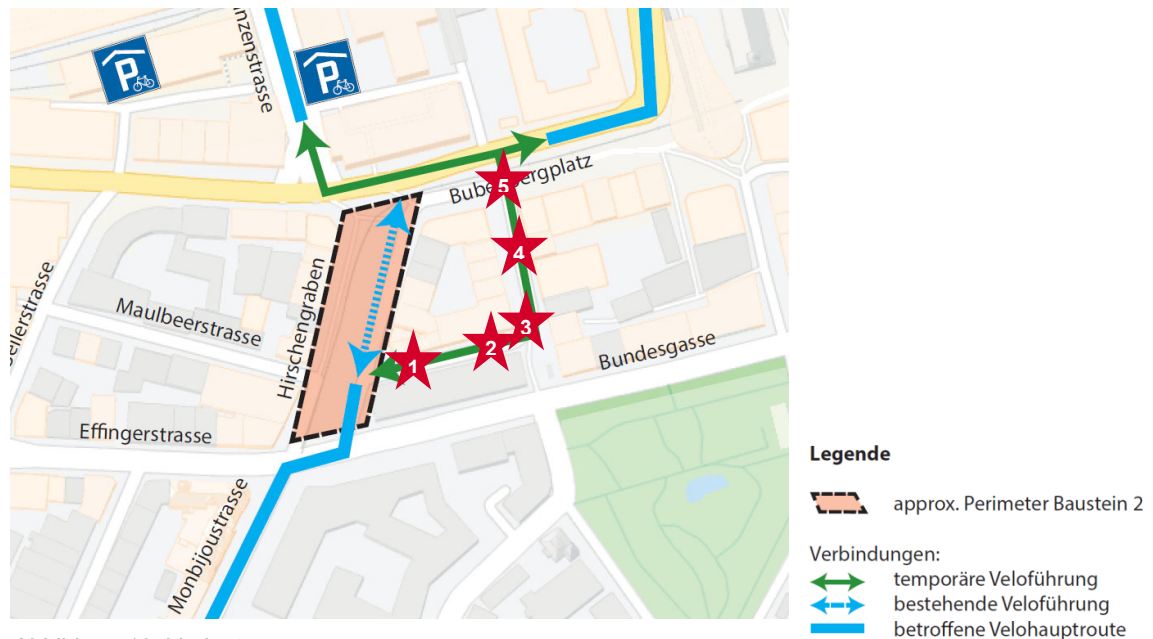 nzenstrasse
P
P
Bubenbergplatz
5
4
3
2
1
Hirschengraben
Maulbeerstrasse
ellerstrasse
Bundesgasse
Effingerstrasse
Monbijoustrasse
Legende
approx. Perimeter Baustein 2
Verbindungen:
temporäre Veloführung
bestehende Veloführung
betroffene Velohauptroute